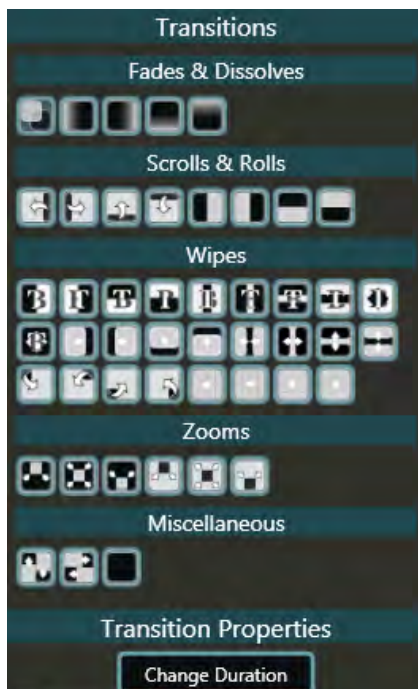 Transitions
Fades & Dissolves
Scrolls & Rolls
Wipes
Zooms
Miscellaneous
Transition Properties
Change Duration